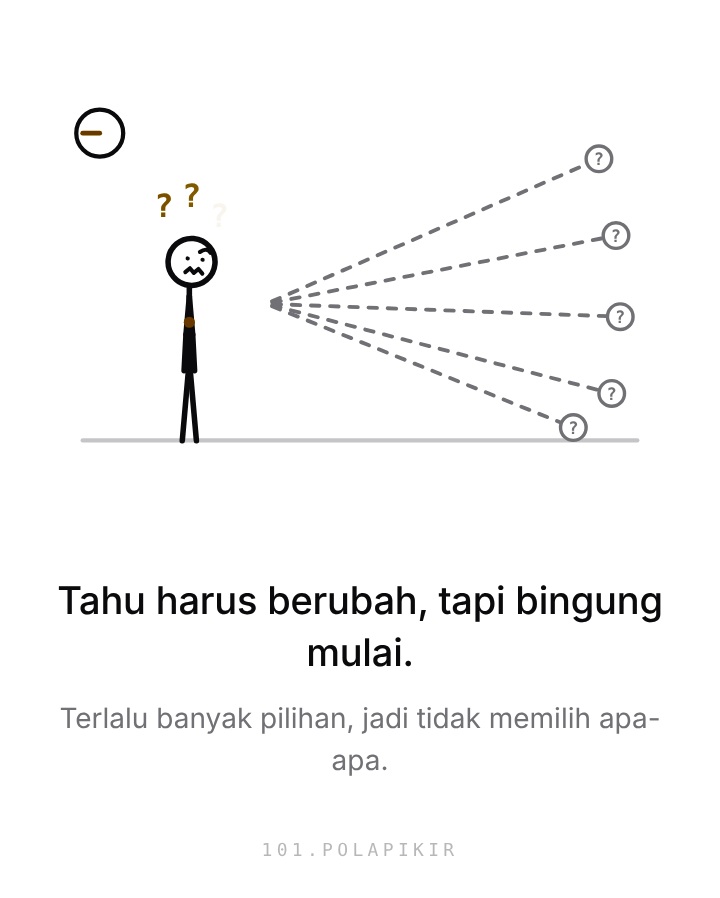 ? ? ?
?
?
?
?
?
Tahu harus berubah, tapi bingung
mulai.
Terlalu banyak pilihan, jadi tidak memilih apa-
apa.
101.POLAPIKIR